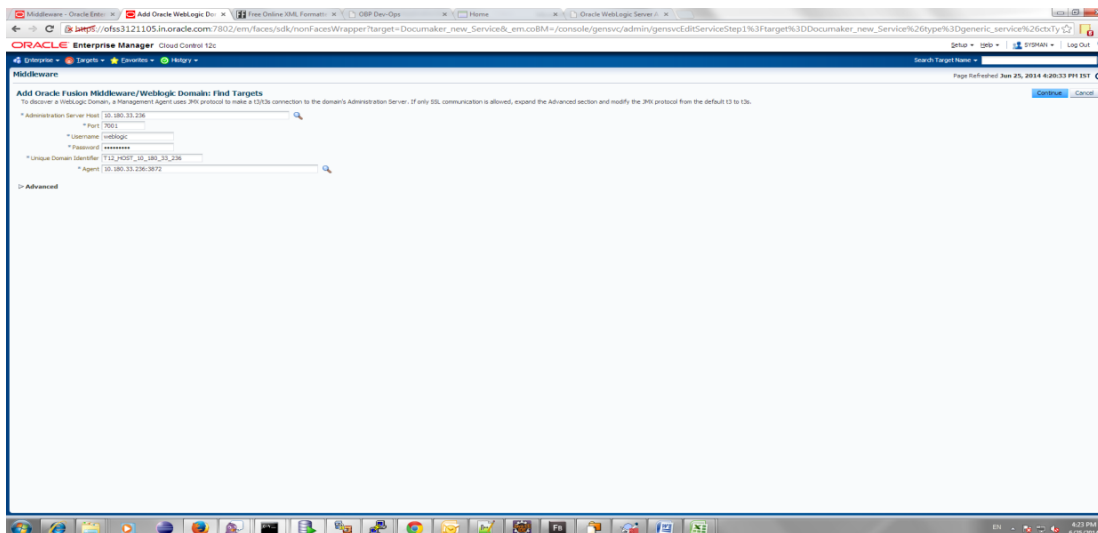 Middleware - Oracle Enter
Add Oracle WebLogic Do
Free Online XML Formatt
OBP Dev-Ops
Home
Oracle WebLogic Server
https://ofss3121105.in.oracle.com:7802/em/faces/sdk/nonFacesWrapper?target=Documaker_new_Service&_em.coBM=/console/gensvc/admin/gensvcEditServiceStep1%3Ftarget%3DDocumaker_new_Service%26type%3Dgeneric_service%26ctxTy
ORACLE Enterprise Manager Cloud Control 12c
Setup Help SYSMAN Log Out
Enterprise Targets Favorites History Search Target Name
Middleware
Page Refreshed Jun 25, 2014 4:20:33 PM IST
Add Oracle Fusion Middleware/Weblogic Domain: Find Targets
Continue Cancel
To discover a WebLogic Domain, a Management Agent uses JMX protocol to make a t3/t3s connection to the domain's Administration Server. If only SSL communication is allowed, expand the Advanced section and modify the JMX protocol from the default t3 to t3s.
* Administration Server Host 10.180.33.236
* Port 7001
* Username weblogic
* Password •••••••••
* Unique Domain Identifier T12_HOST_10_180_33_236
* Agent 10.180.33.236:3872
Advanced
FB
EN
4:23 PM